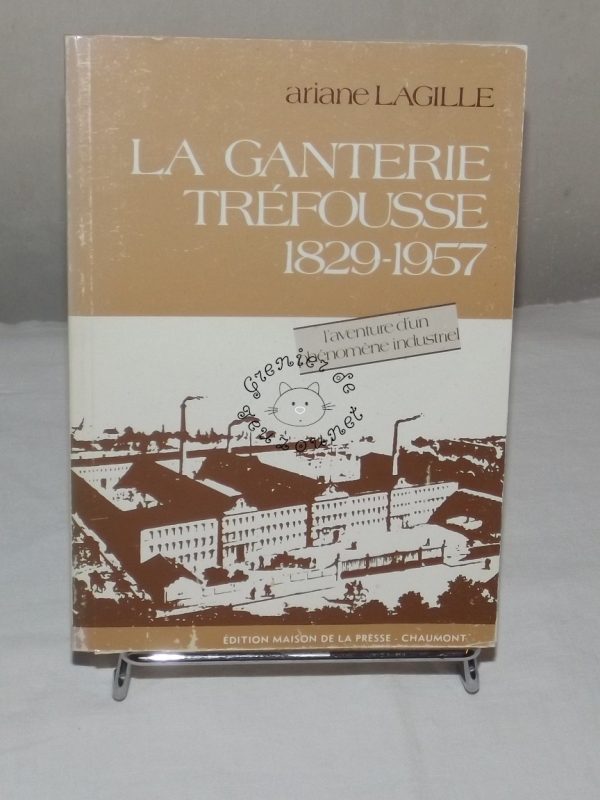 ariane LAGILLE
LA GANTERIE
TRÉFOUSSE
1829-1957
l'aventure d'un
phénomène industriel
Grenier de
ÉDITION MAISON DE LA PRESSE - CHAUMONT